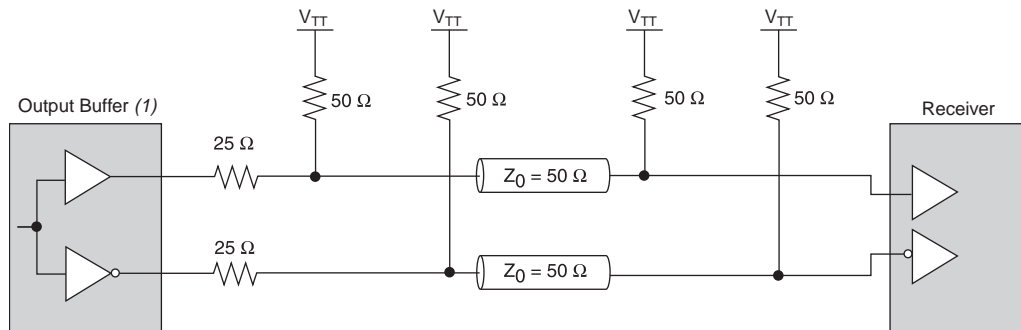 V_TT V_TT V_TT V_TT
50 Ω 50 Ω 50 Ω 50 Ω
Output Buffer (1) Receiver
25 Ω
Z_0 = 50 Ω
25 Ω
Z_0 = 50 Ω